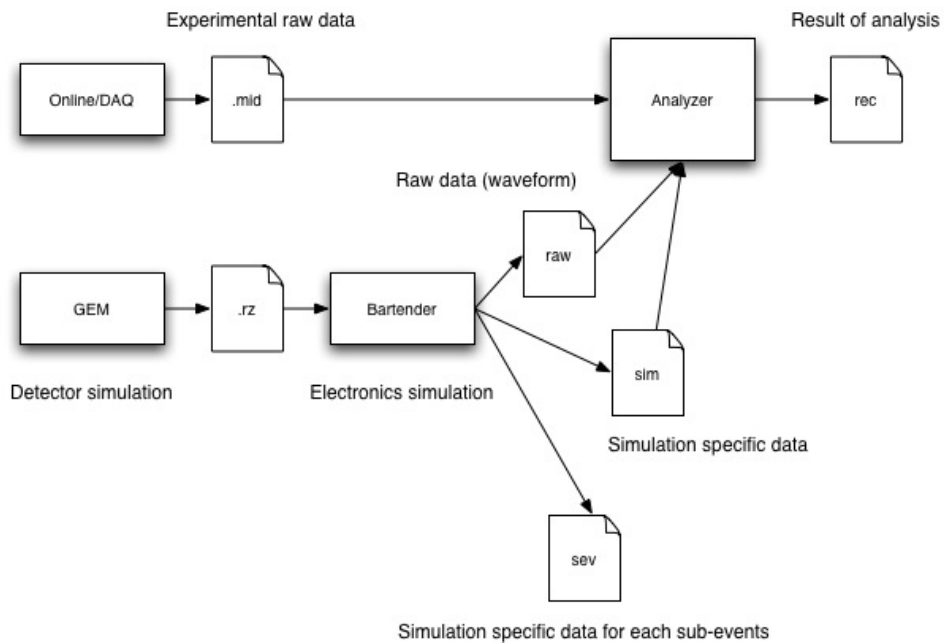 Experimental raw data
Result of analysis
Online/DAQ
.mid
Analyzer
rec
Raw data (waveform)
raw
GEM
.rz
Bartender
sim
Detector simulation
Electronics simulation
Simulation specific data
sev
Simulation specific data for each sub-events